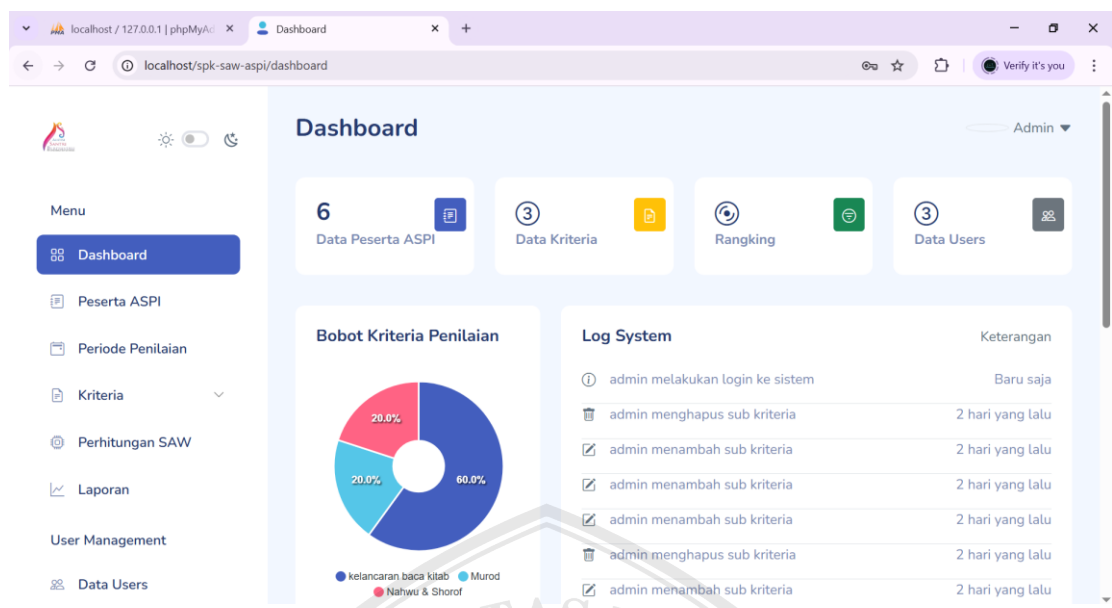 localhost / 127.0.0.1 | phpMyAd
Dashboard
localhost/spk-saw-aspi/dashboard
Verify it's you
Dashboard
Admin
Menu
Dashboard
Peserta ASPI
Periode Penilaian
Kriteria
Perhitungan SAW
Laporan
User Management
Data Users
6
Data Peserta ASPI
3
Data Kriteria
Rangking
3
Data Users
Bobot Kriteria Penilaian
20.0%
20.0%
60.0%
kelancaran baca kitab Murod
Nahwu & Shorof
Log System Keterangan
admin melakukan login ke sistem Baru saja
admin menghapus sub kriteria 2 hari yang lalu
admin menambah sub kriteria 2 hari yang lalu
admin menambah sub kriteria 2 hari yang lalu
admin menambah sub kriteria 2 hari yang lalu
admin menghapus sub kriteria 2 hari yang lalu
admin menambah sub kriteria 2 hari yang lalu